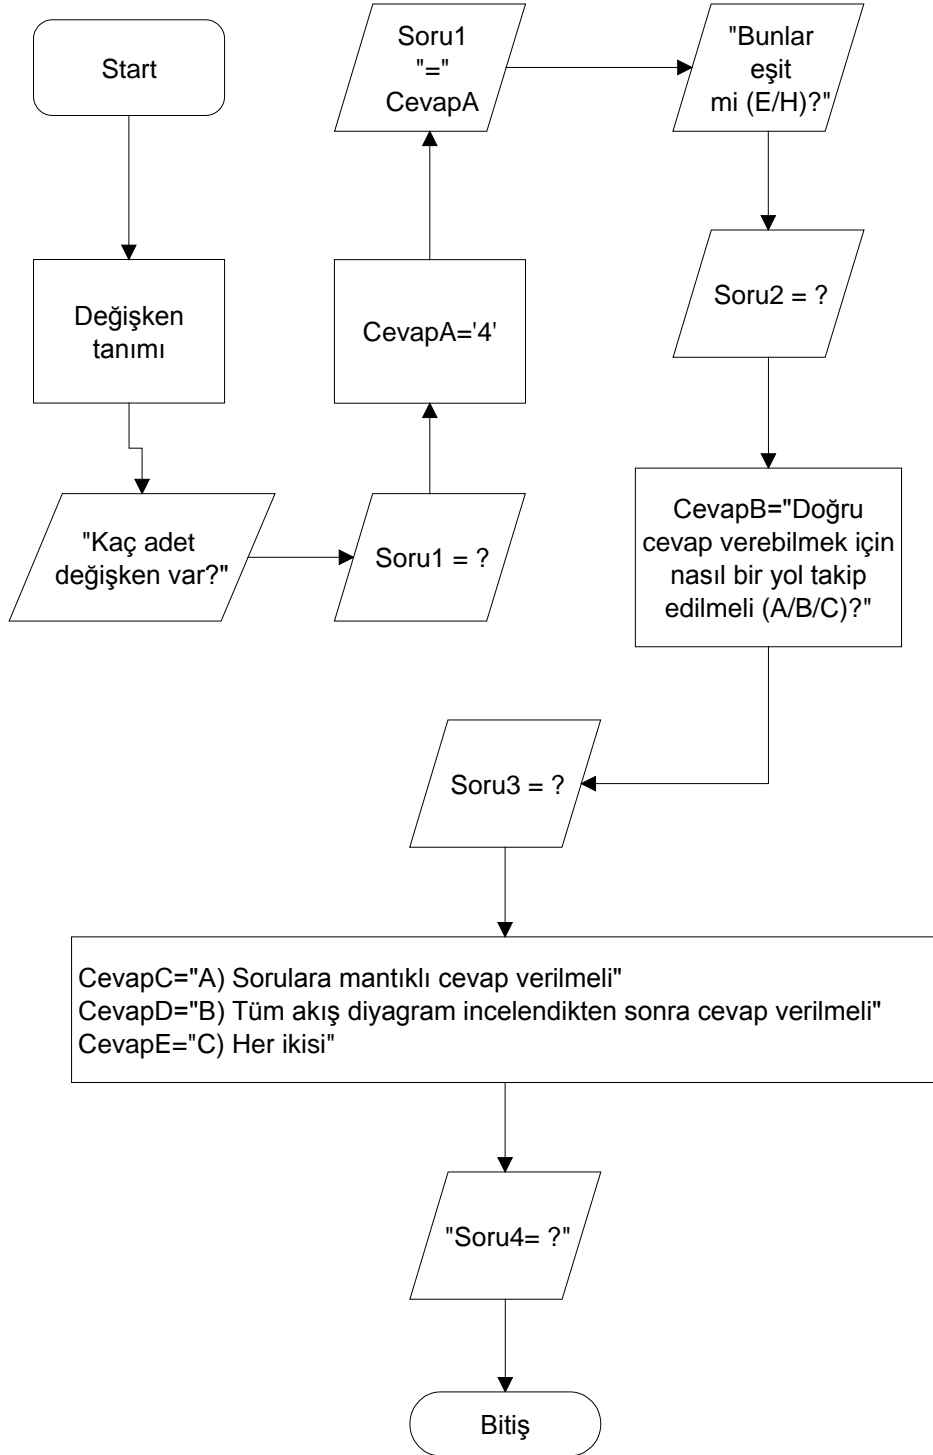 Start
Değişken
tanımı
"Kaç adet
değişken var?"
Soru1 = ?
CevapA='4'
Soru1
"="
CevapA
"Bunlar
eşit
mi (E/H)?"
Soru2 = ?
CevapB="Doğru
cevap verebilmek için
nasıl bir yol takip
edilmeli (A/B/C)?"
Soru3 = ?
CevapC="A) Sorulara mantıklı cevap verilmeli"
CevapD="B) Tüm akış diyagram incelendikten sonra cevap verilmeli"
CevapE="C) Her ikisi"
"Soru4= ?"
Bitiş